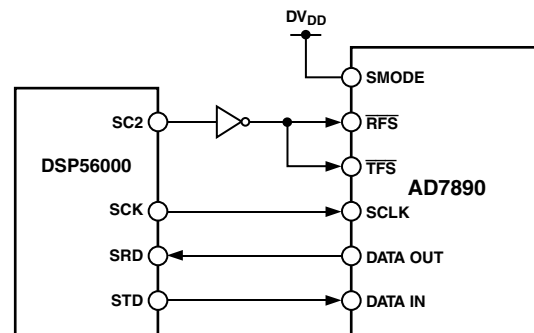 DVDD
SMODE
SC2
RFS
DSP56000
TFS
AD7890
SCK
SCLK
SRD
DATA OUT
STD
DATA IN